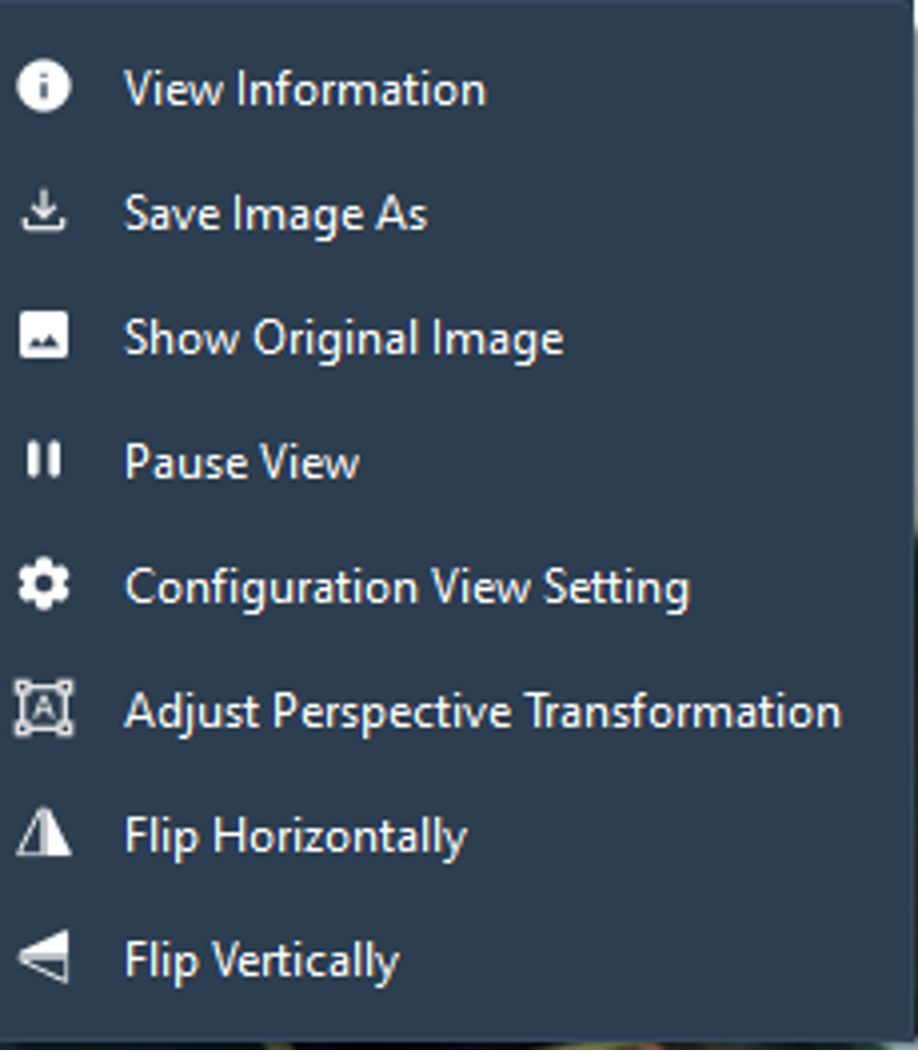 View Information
Save Image As
Show Original Image
Pause View
Configuration View Setting
Adjust Perspective Transformation
Flip Horizontally
Flip Vertically